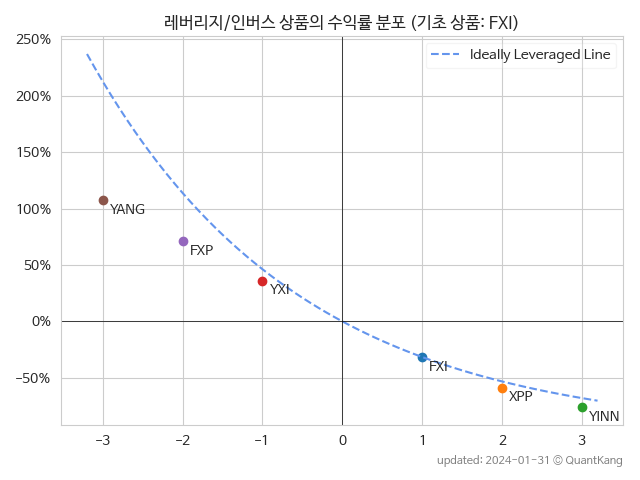 레버리지/인버스 상품의 수익률 분포 (기초 상품: FXI)
250%
Ideally Leveraged Line
200%
150%
100%
YANG
FXP
50%
YXI
0%
FXI
−50%
XPP
YINN
−3 −2 −1 0 1 2 3
updated: 2024-01-31 © QuantKang